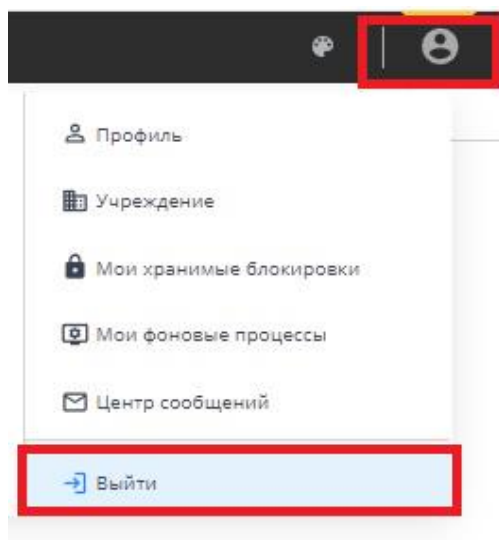 Профиль
Учреждение
Мои хранимые блокировки
Мои фоновые процессы
Центр сообщений
Выйти